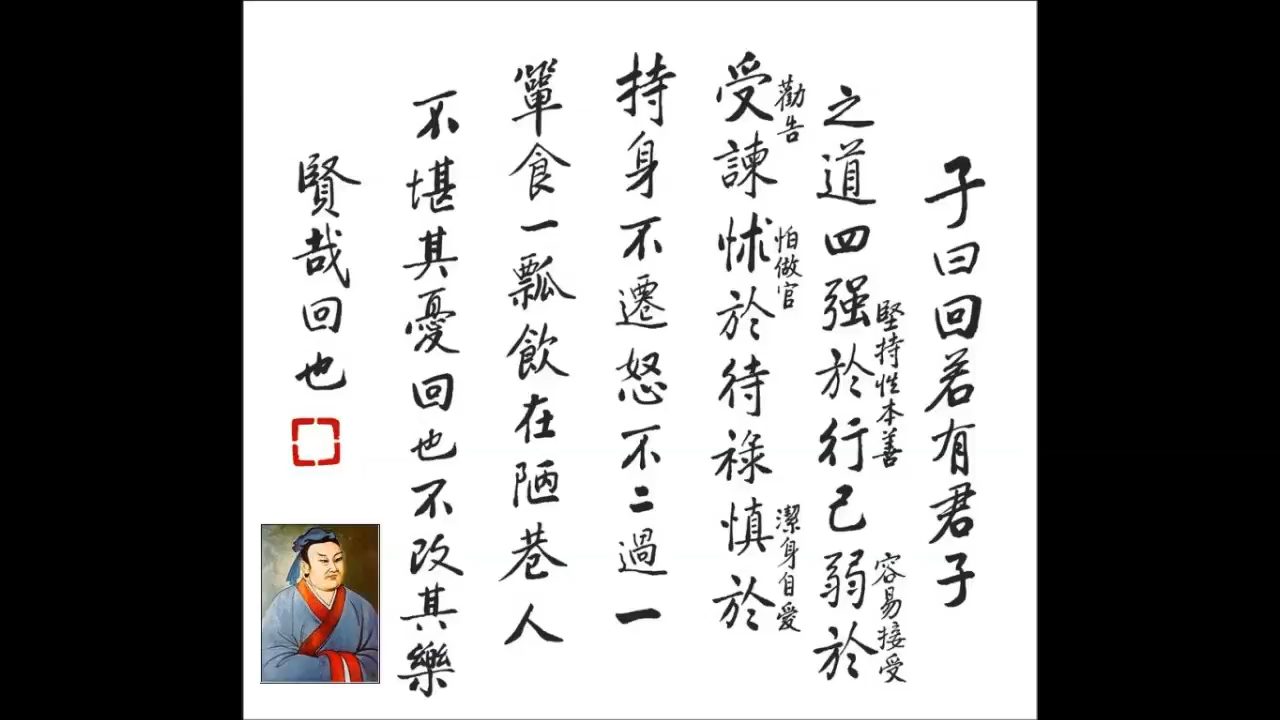 子曰回若有君子
堅持性本善
容易接受
之道四强於行己弱於
勸告
怕做官
潔身自愛
受諫怵於待祿慎於
持身不遷怒不二過一
簞食一瓢飲在陋巷人
不堪其憂回也不改其樂
賢哉回也